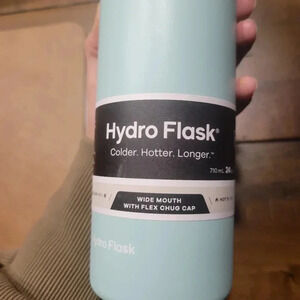 Hydro Flask®
Colder. Hotter. Longer.™
710 mL 24
WIDE MOUTH
WITH FLEX CHUG CAP
Hydro Flask